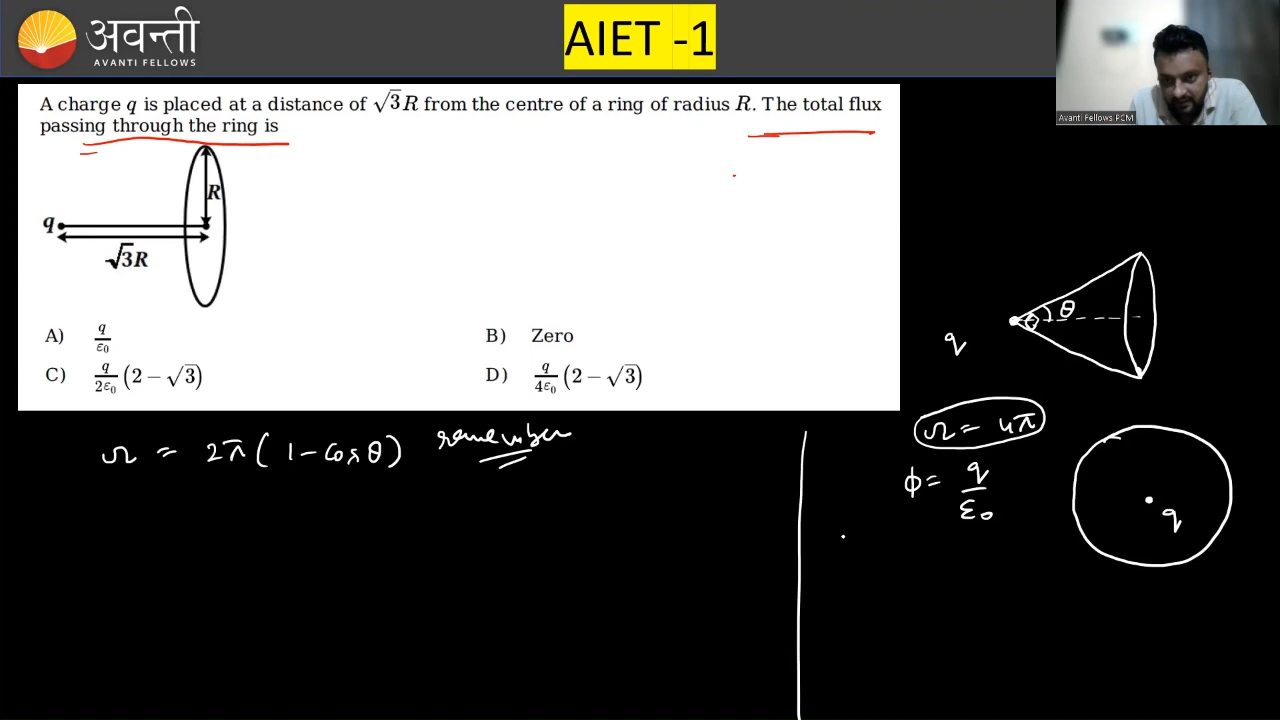 अवन्ती
AVANTI FELLOWS
AIET -1
Avanti Fellows PCM
A charge q is placed at a distance of √3R from the centre of a ring of radius R. The total flux
passing through the ring is
R
q
√3R
A) q/ε₀
B) Zero
C) q/2ε₀ (2 − √3)
D) q/4ε₀ (2 − √3)
θ
q
Ω = 2π(1-cosθ) remember
Ω = 4π
ϕ = q/ε₀
q